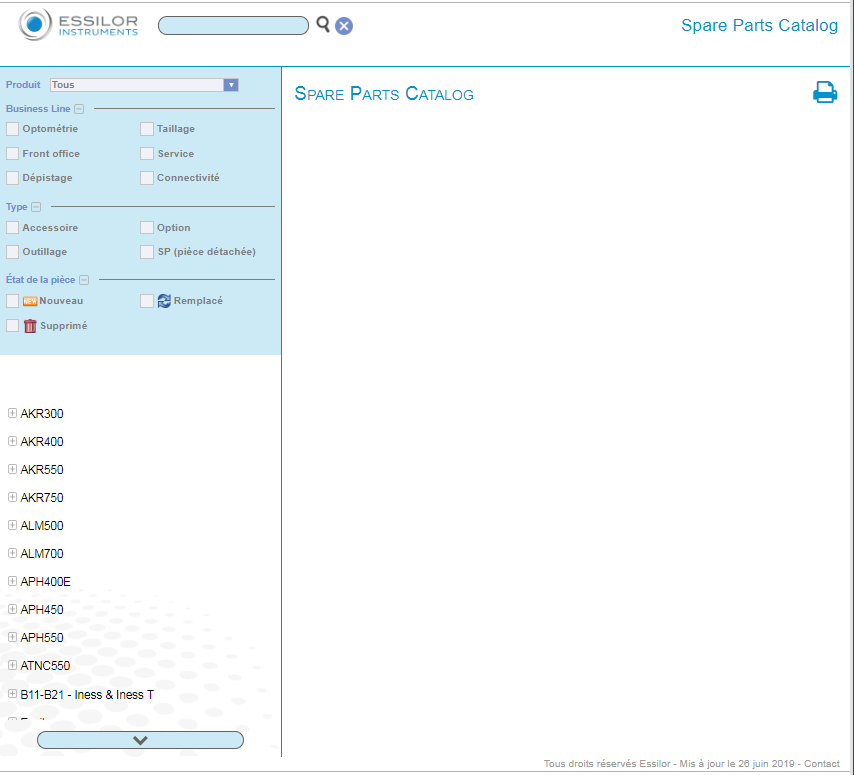 ESSILOR
INSTRUMENTS
Spare Parts Catalog
Produit Tous
Business Line
Optométrie Taillage
Front office Service
Dépistage Connectivité
Type
Accessoire Option
Outillage SP (pièce détachée)
État de la pièce
NEW Nouveau Remplacé
Supprimé
SPARE PARTS CATALOG
AKR300
AKR400
AKR550
AKR750
ALM500
ALM700
APH400E
APH450
APH550
ATNC550
B11-B21 - Iness & Iness T
Tous droits réservés Essilor - Mis à jour le 26 juin 2019 - Contact